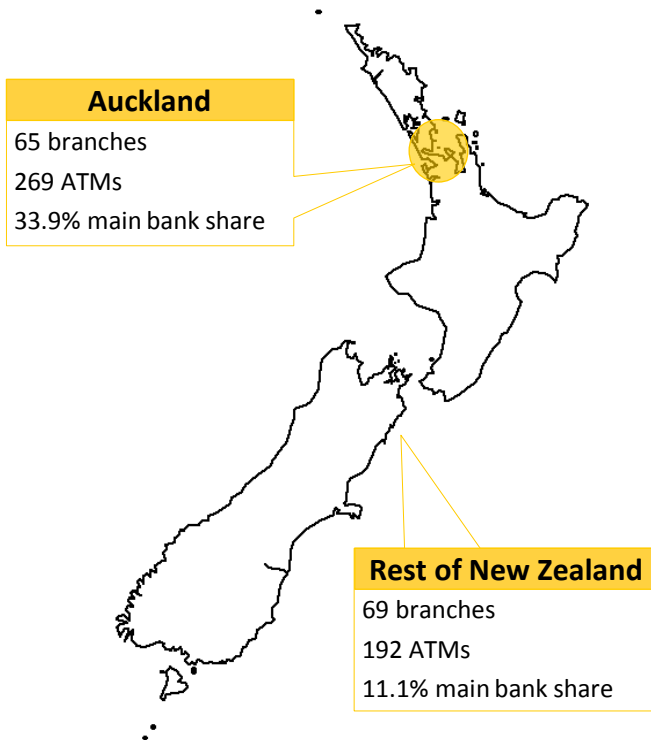 Auckland
65 branches
269 ATMs
33.9% main bank share
Rest of New Zealand
69 branches
192 ATMs
11.1% main bank share